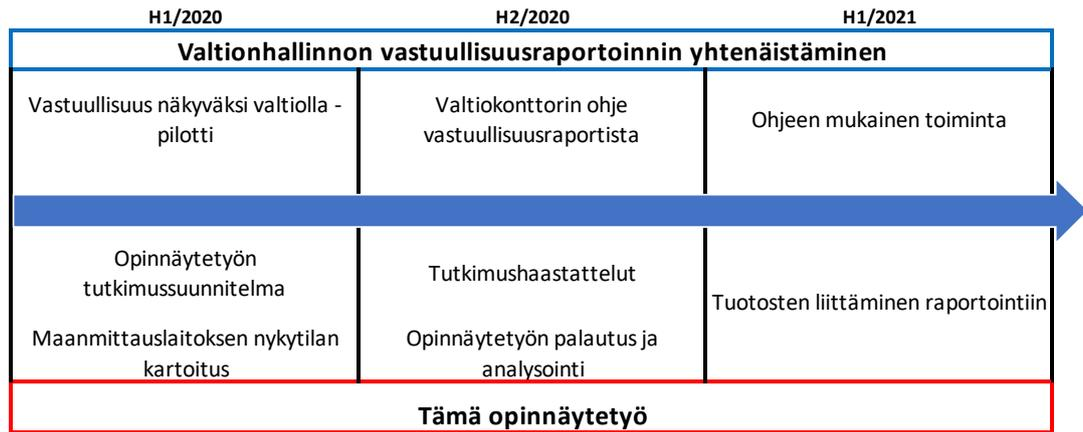 H1/2020 H2/2020 H1/2021
Valtionhallinnon vastuullisuusraportoinnin yhtenäistäminen
Vastuullisuus näkyväksi valtiolla -
pilotti
Valtiokonttorin ohje
vastuullisuusraportista
Ohjeen mukainen toiminta
Opinnäytetyön
tutkimussuunnitelma
Maanmittauslaitoksen nykytilan
kartoitus
Tutkimushaastattelut
Opinnäytetyön palautus ja
analysointi
Tuotosten liittäminen raportointiin
Tämä opinnäytetyö